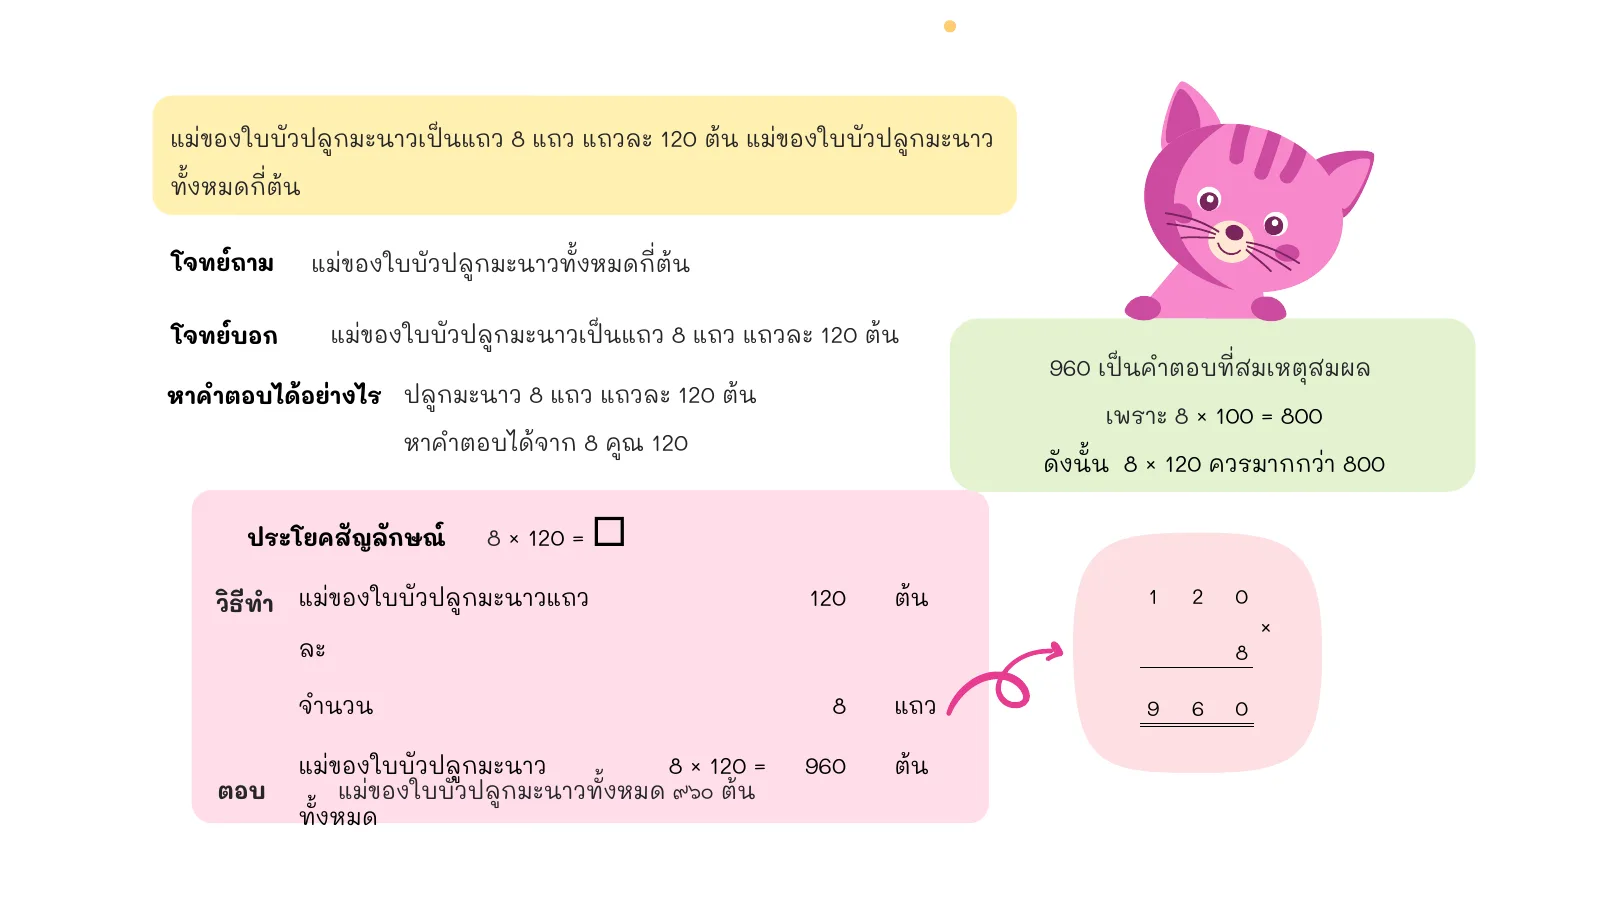 แม่ของใบบัวปลูกมะนาวเป็นแถว 8 แถว แถวละ 120 ต้น แม่ของใบบัวปลูกมะนาว
ทั้งหมดกี่ต้น
โจทย์ถาม แม่ของใบบัวปลูกมะนาวทั้งหมดกี่ต้น
โจทย์บอก แม่ของใบบัวปลูกมะนาวเป็นแถว 8 แถว แถวละ 120 ต้น
หาคำตอบได้อย่างไร ปลูกมะนาว 8 แถว แถวละ 120 ต้น
หาคำตอบได้จาก 8 คูณ 120
960 เป็นคำตอบที่สมเหตุสมผล
เพราะ 8 × 100 = 800
ดังนั้น 8 × 120 ควรมากกว่า 800
ประโยคสัญลักษณ์ 8 × 120 = □
วิธีทำ แม่ของใบบัวปลูกมะนาวแถว 120 ต้น
ละ
จำนวน 8 แถว
แม่ของใบบัวปลูกมะนาว 8 × 120 = 960 ต้น
ทั้งหมด
ตอบ แม่ของใบบัวปลูกมะนาวทั้งหมด ๙๖๐ ต้น
1 2 0
×
8
9 6 0